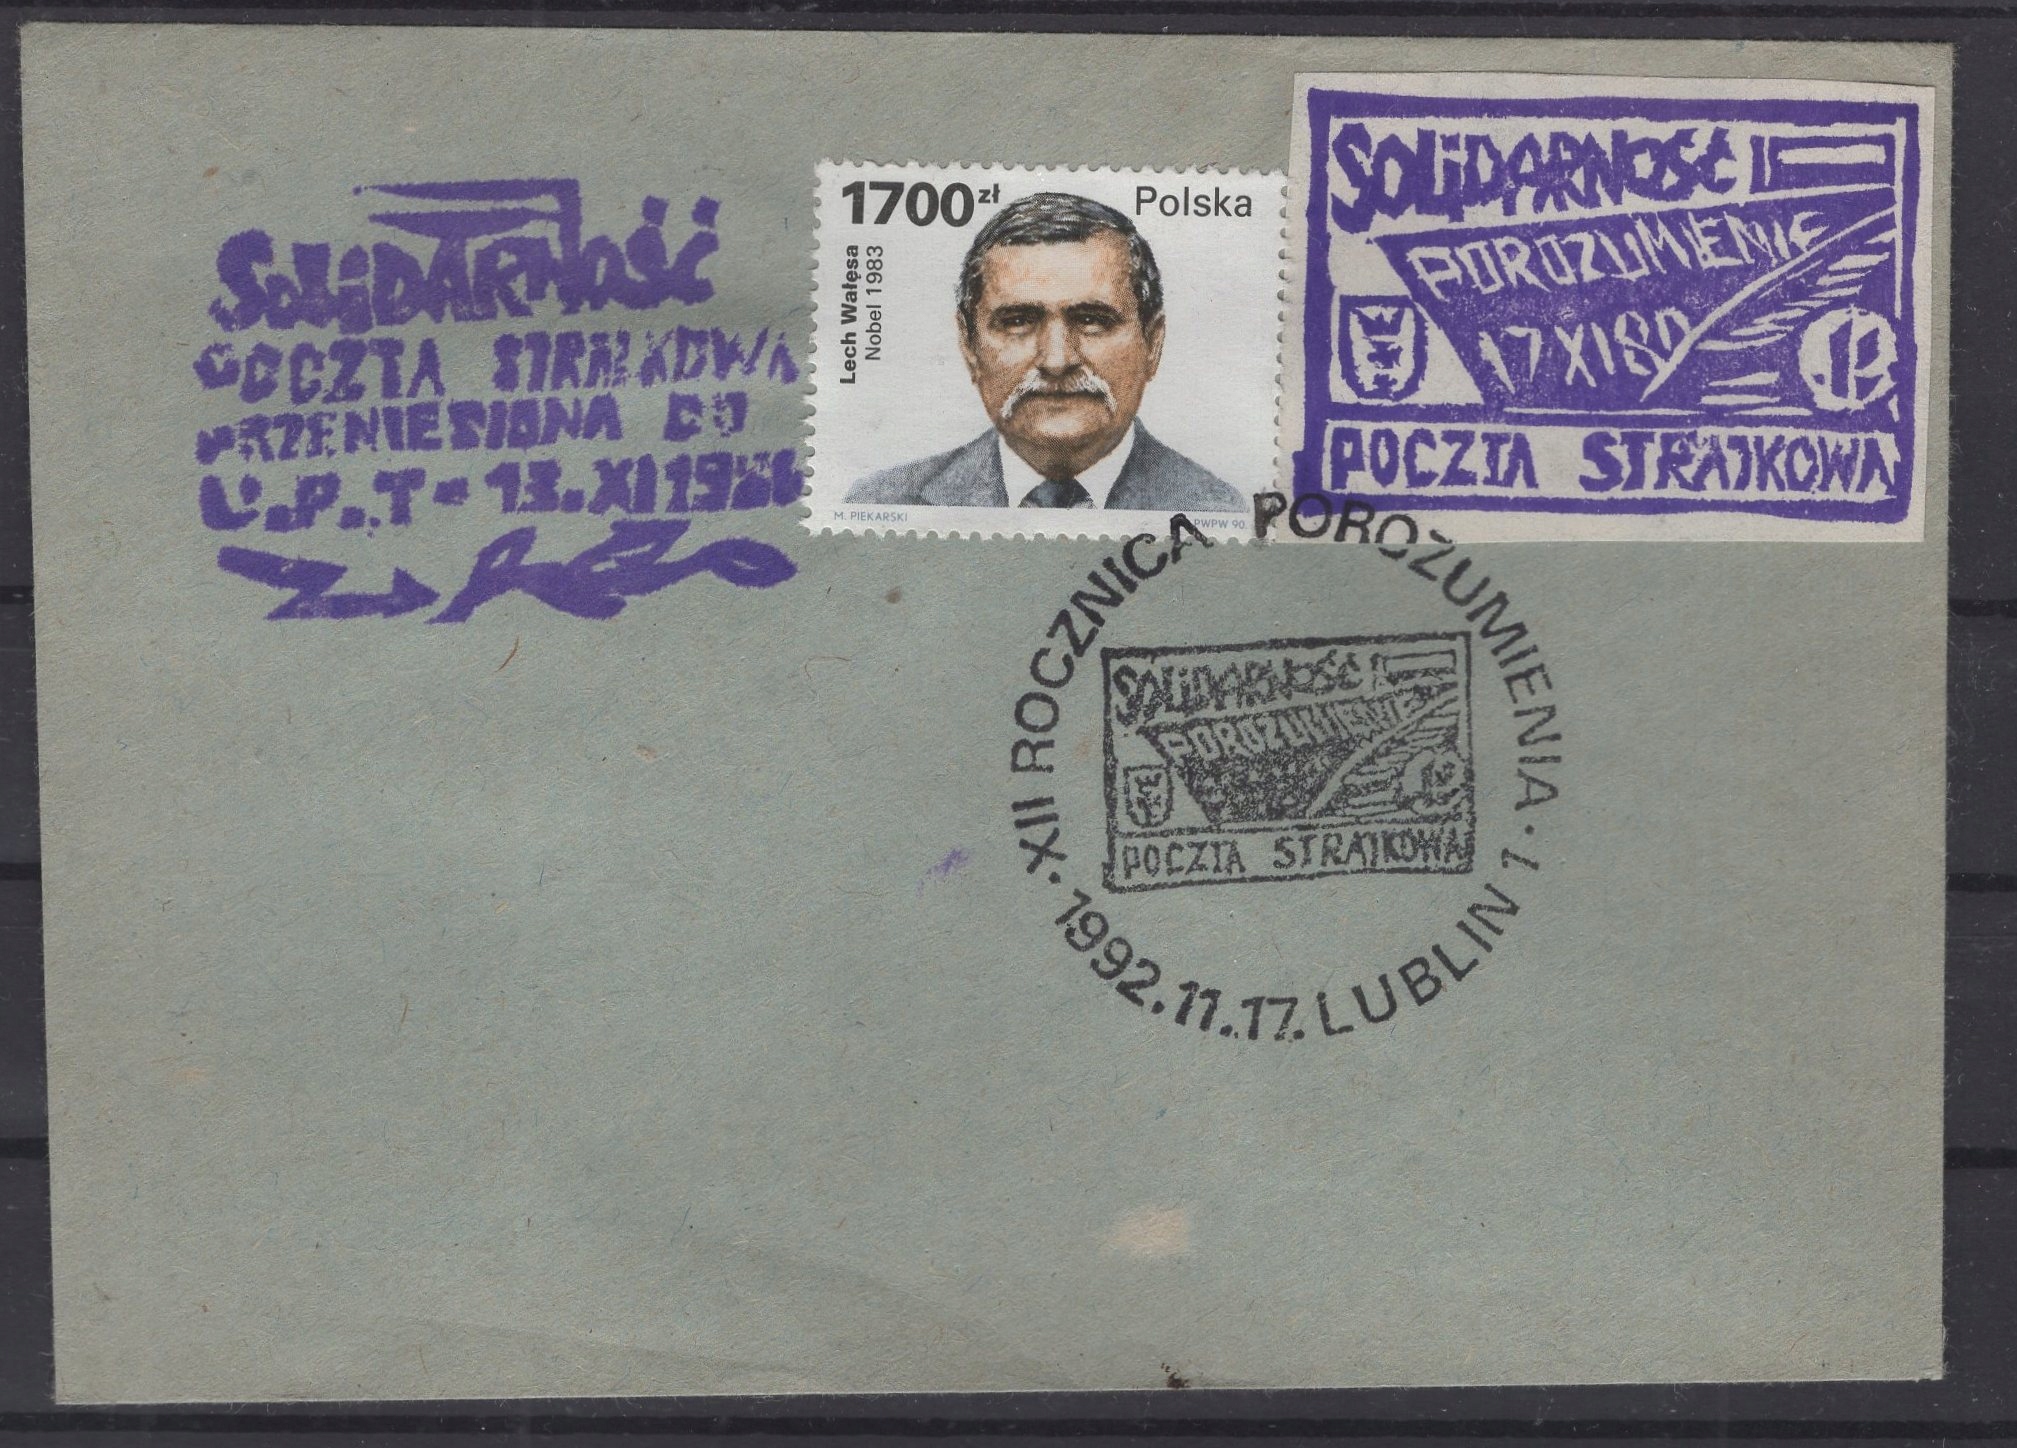 SOLiDARNOŚĆ
POCZTA STRAJKOWA
PRZENIESIONA DO
U.P.T - 13.XI 1980
1700 zł
Polska
Lech Wałęsa
Nobel 1983
M. PIEKARSKI
PWPW 90
SOLiDARNOŚĆ
POROZUMIENIE
17 XI 80
POCZTA STRAJKOWA
XII ROCZNICA POROZUMIENIA · 1992.11.17. LUBLIN 1
SOLiDARNOŚĆ
POROZUMIENIE
POCZTA STRAJKOWA